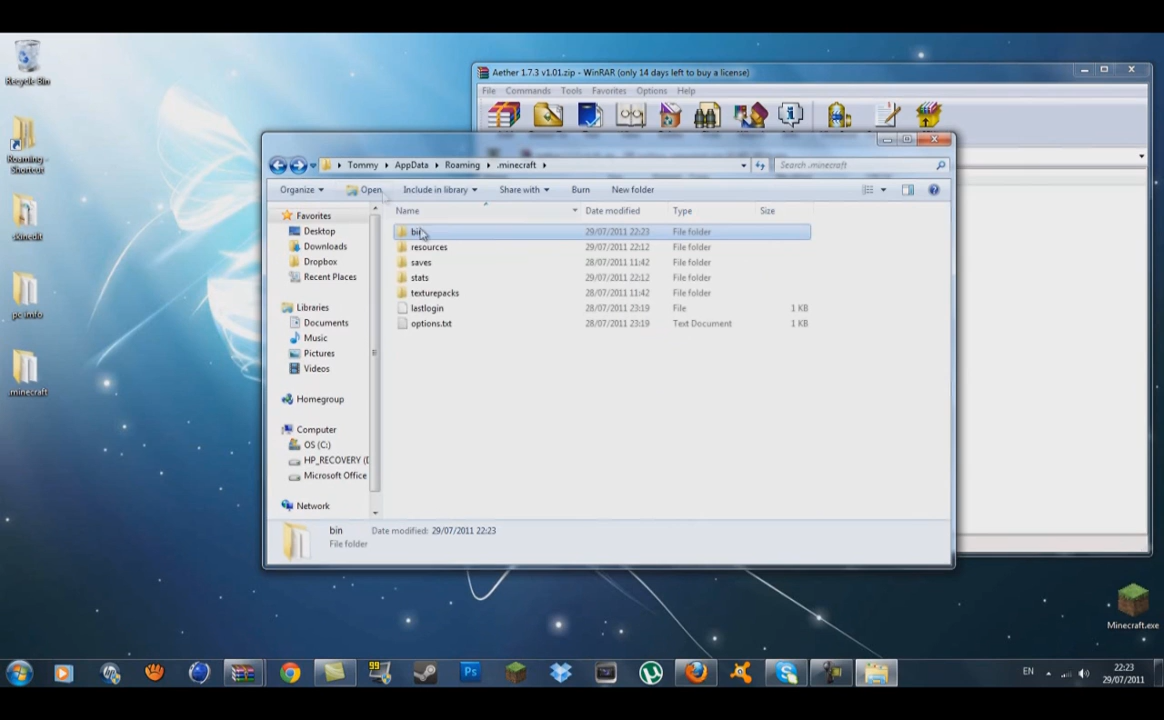 Recycle Bin
Roaming - Shortcut
skinedit
.minecraft
Aether 1.7.3 v1.01.zip - WinRAR (only 14 days left to buy a license)
File Commands Tools Favorites Options Help
Tommy AppData Roaming .minecraft
Search .minecraft
Organize Open Include in library Share with Burn New folder
Name Date modified Type Size
bin 29/07/2011 22:23 File folder
resources 29/07/2011 22:12 File folder
saves 28/07/2011 11:42 File folder
stats 29/07/2011 22:12 File folder
texturepacks 28/07/2011 11:42 File folder
lastlogin 28/07/2011 23:19 File 1 KB
options.txt 28/07/2011 23:19 Text Document 1 KB
Favorites
Desktop
Downloads
Dropbox
Recent Places
Libraries
Documents
Music
Pictures
Videos
Homegroup
Computer
OS (C:)
HP_RECOVERY (
Microsoft Office
Network
bin Date modified: 29/07/2011 22:23
File folder
Minecraft.exe
99
Ps
EN
22:23
29/07/2011